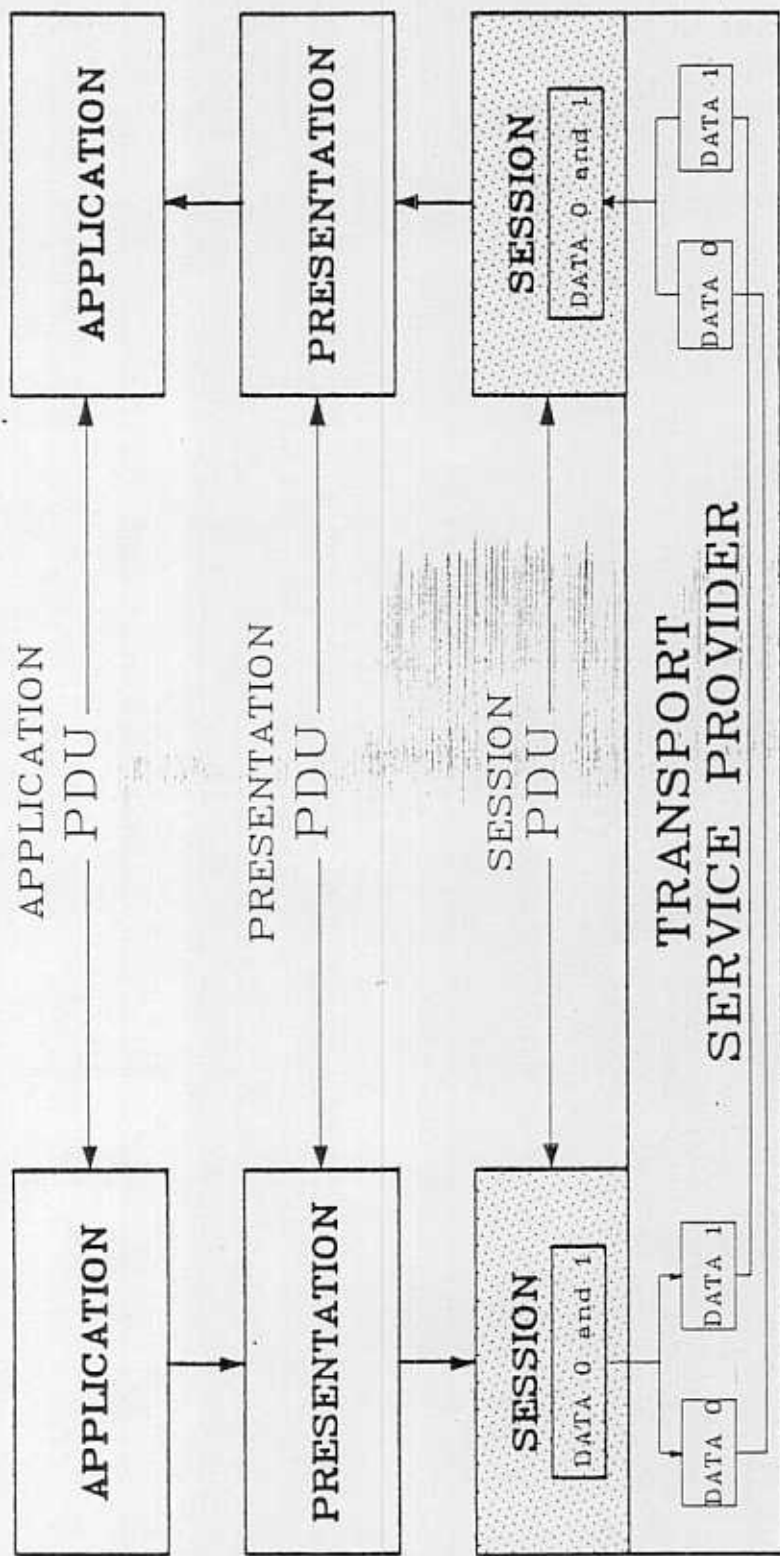 APPLICATION
APPLICATION
PDU
APPLICATION
PRESENTATION
PRESENTATION
PDU
PRESENTATION
SESSION
DATA 0 and 1
SESSION
PDU
SESSION
DATA 0 and 1
TRANSPORT
SERVICE PROVIDER
DATA 0
DATA 1
DATA 0
DATA 1